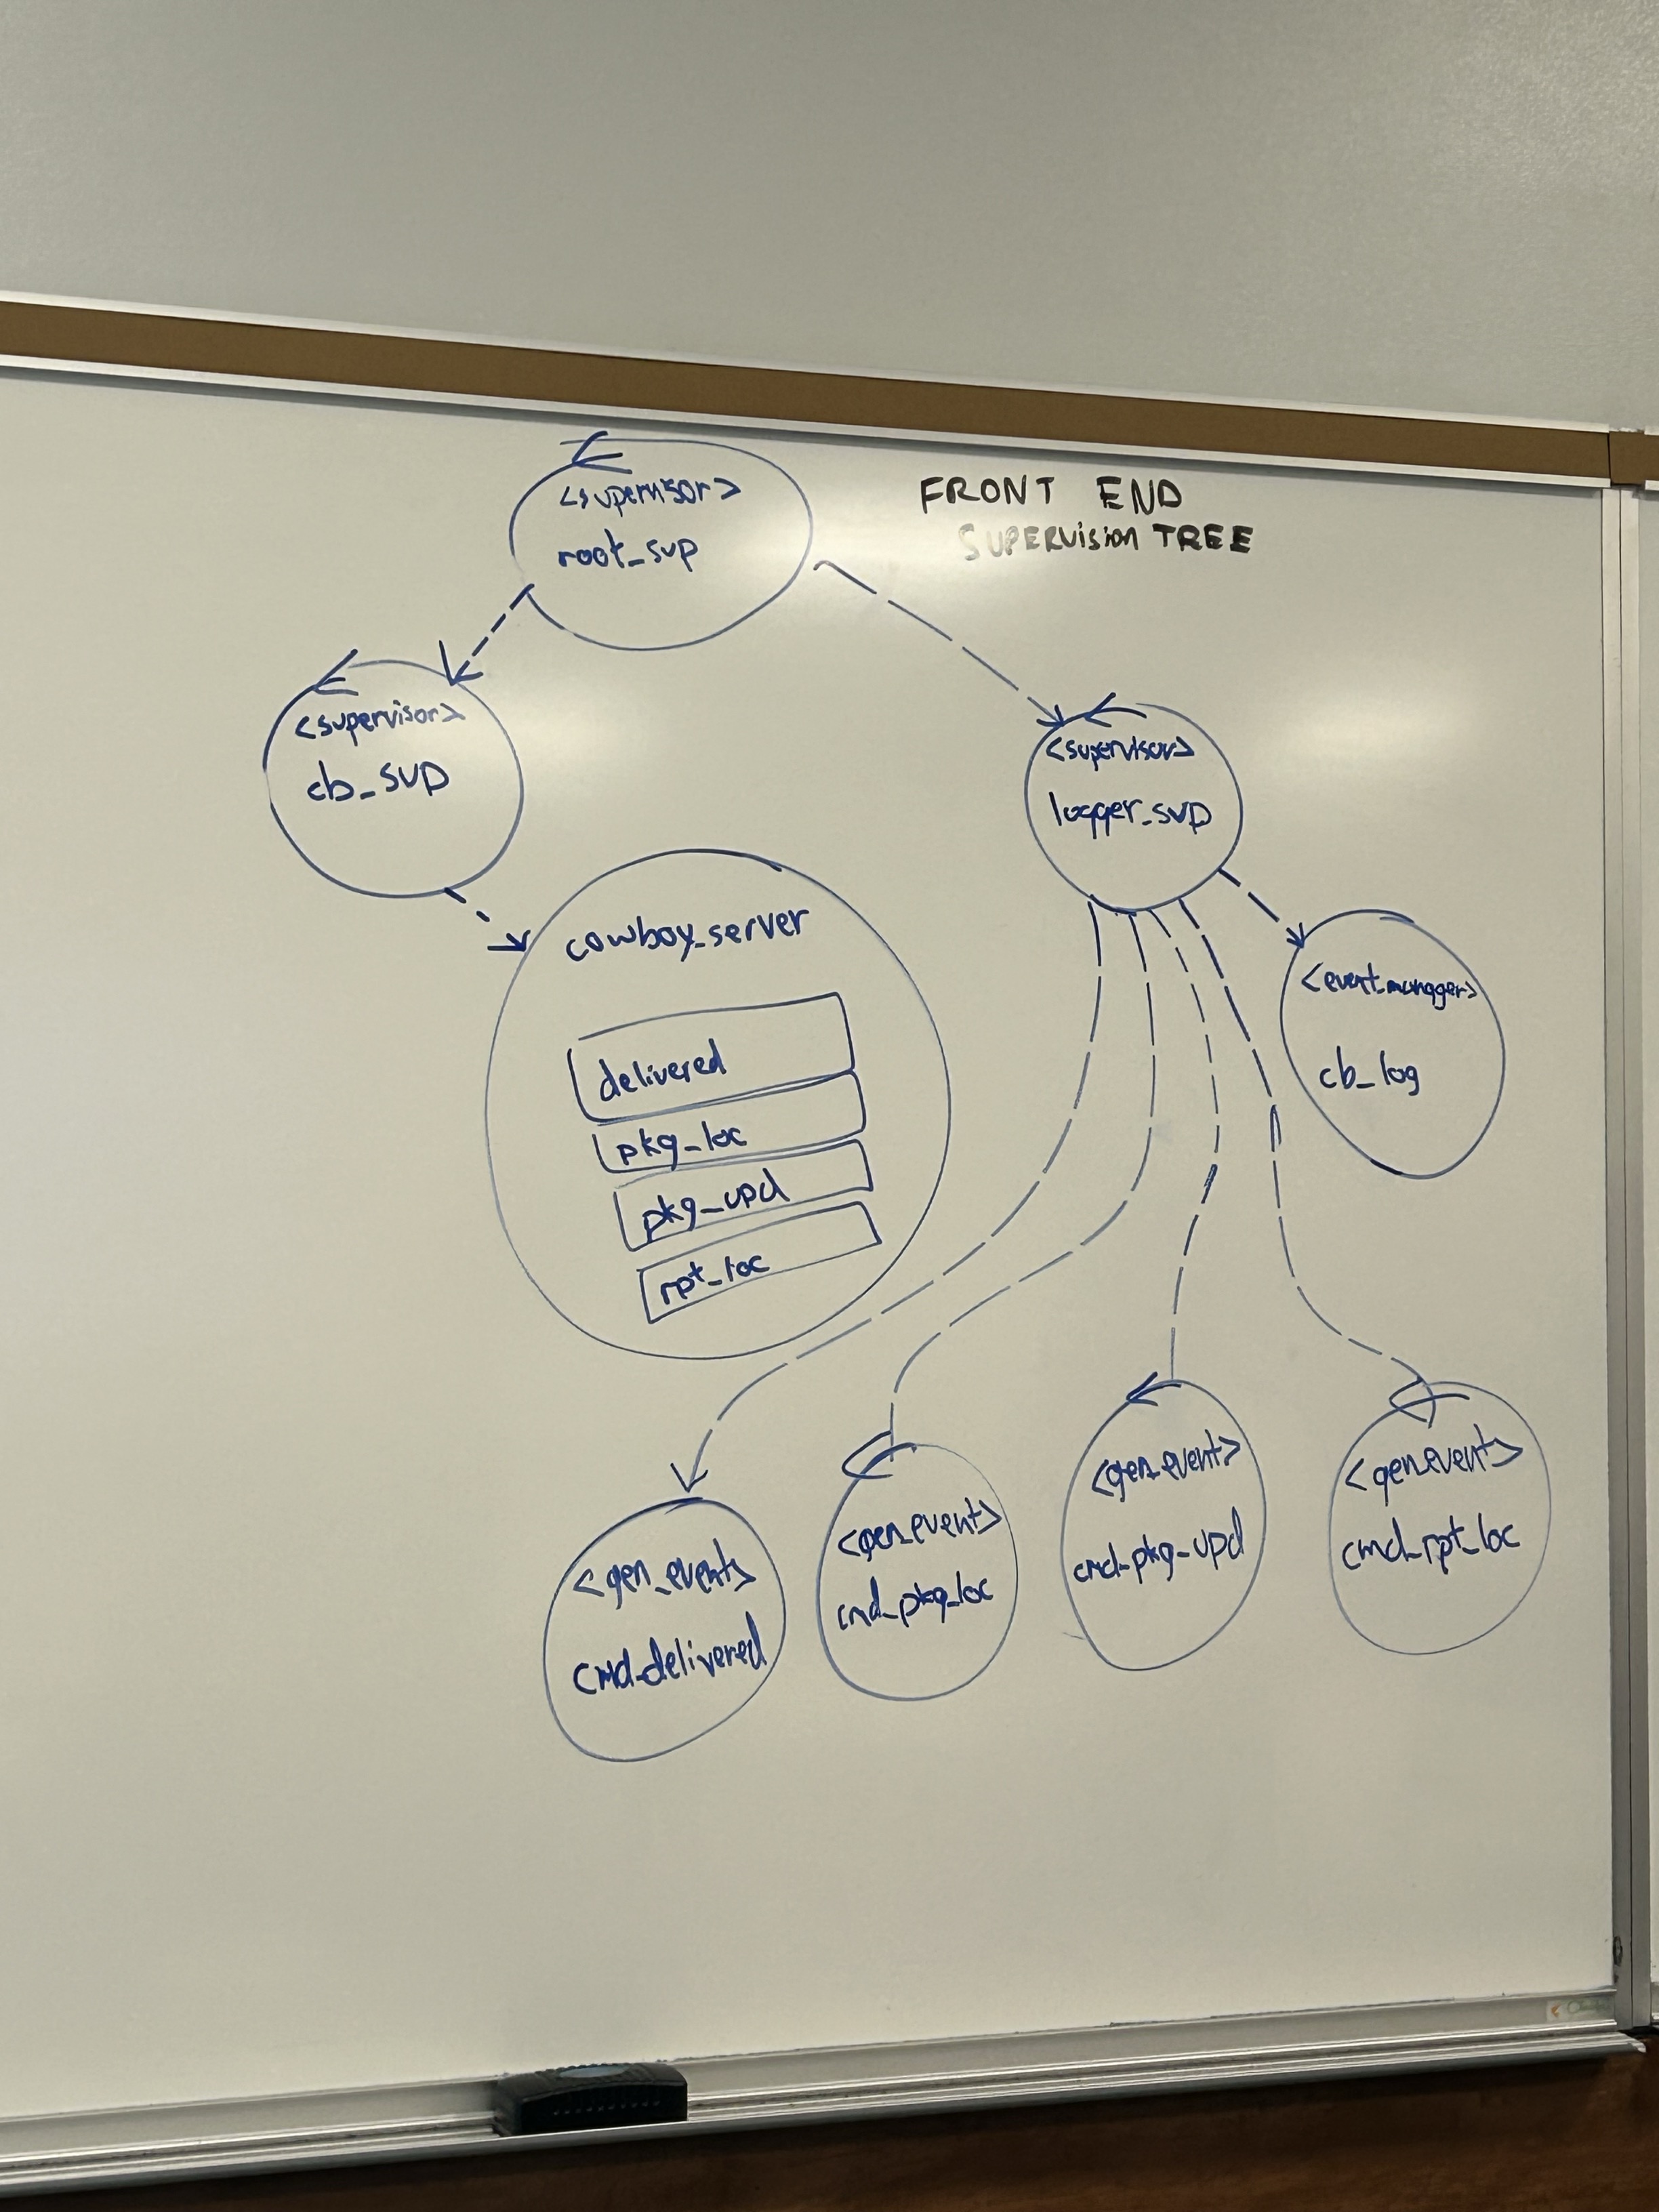 <supervisor>
root_sup
FRONT END
SUPERVISION TREE
<supervisor>
cb_sup
<supervisor>
logger_sup
cowboy_server
delivered
pkg_loc
pkg_upd
rpt_loc
<event_manager>
cb_log
<gen_event>
cmd_delivered
<gen_event>
cmd_pkg_loc
<gen_event>
cmd_pkg_upd
<gen_event>
cmd_rpt_loc